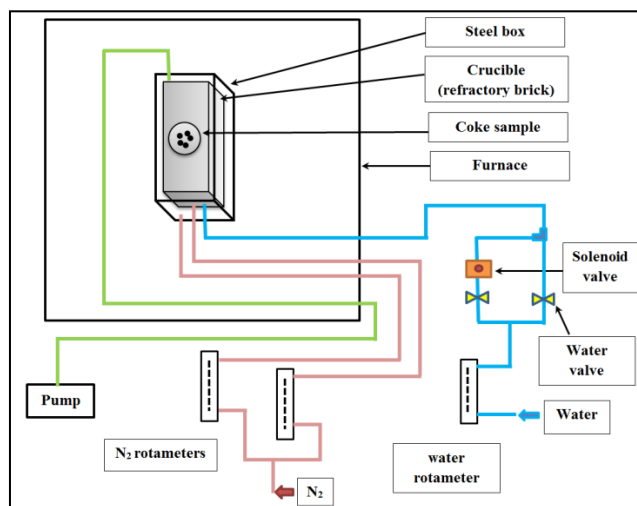 Steel box
Crucible
(refractory brick)
Coke sample
Furnace
Solenoid
valve
Water
valve
Pump
Water
N₂ rotameters
water
rotameter
N₂